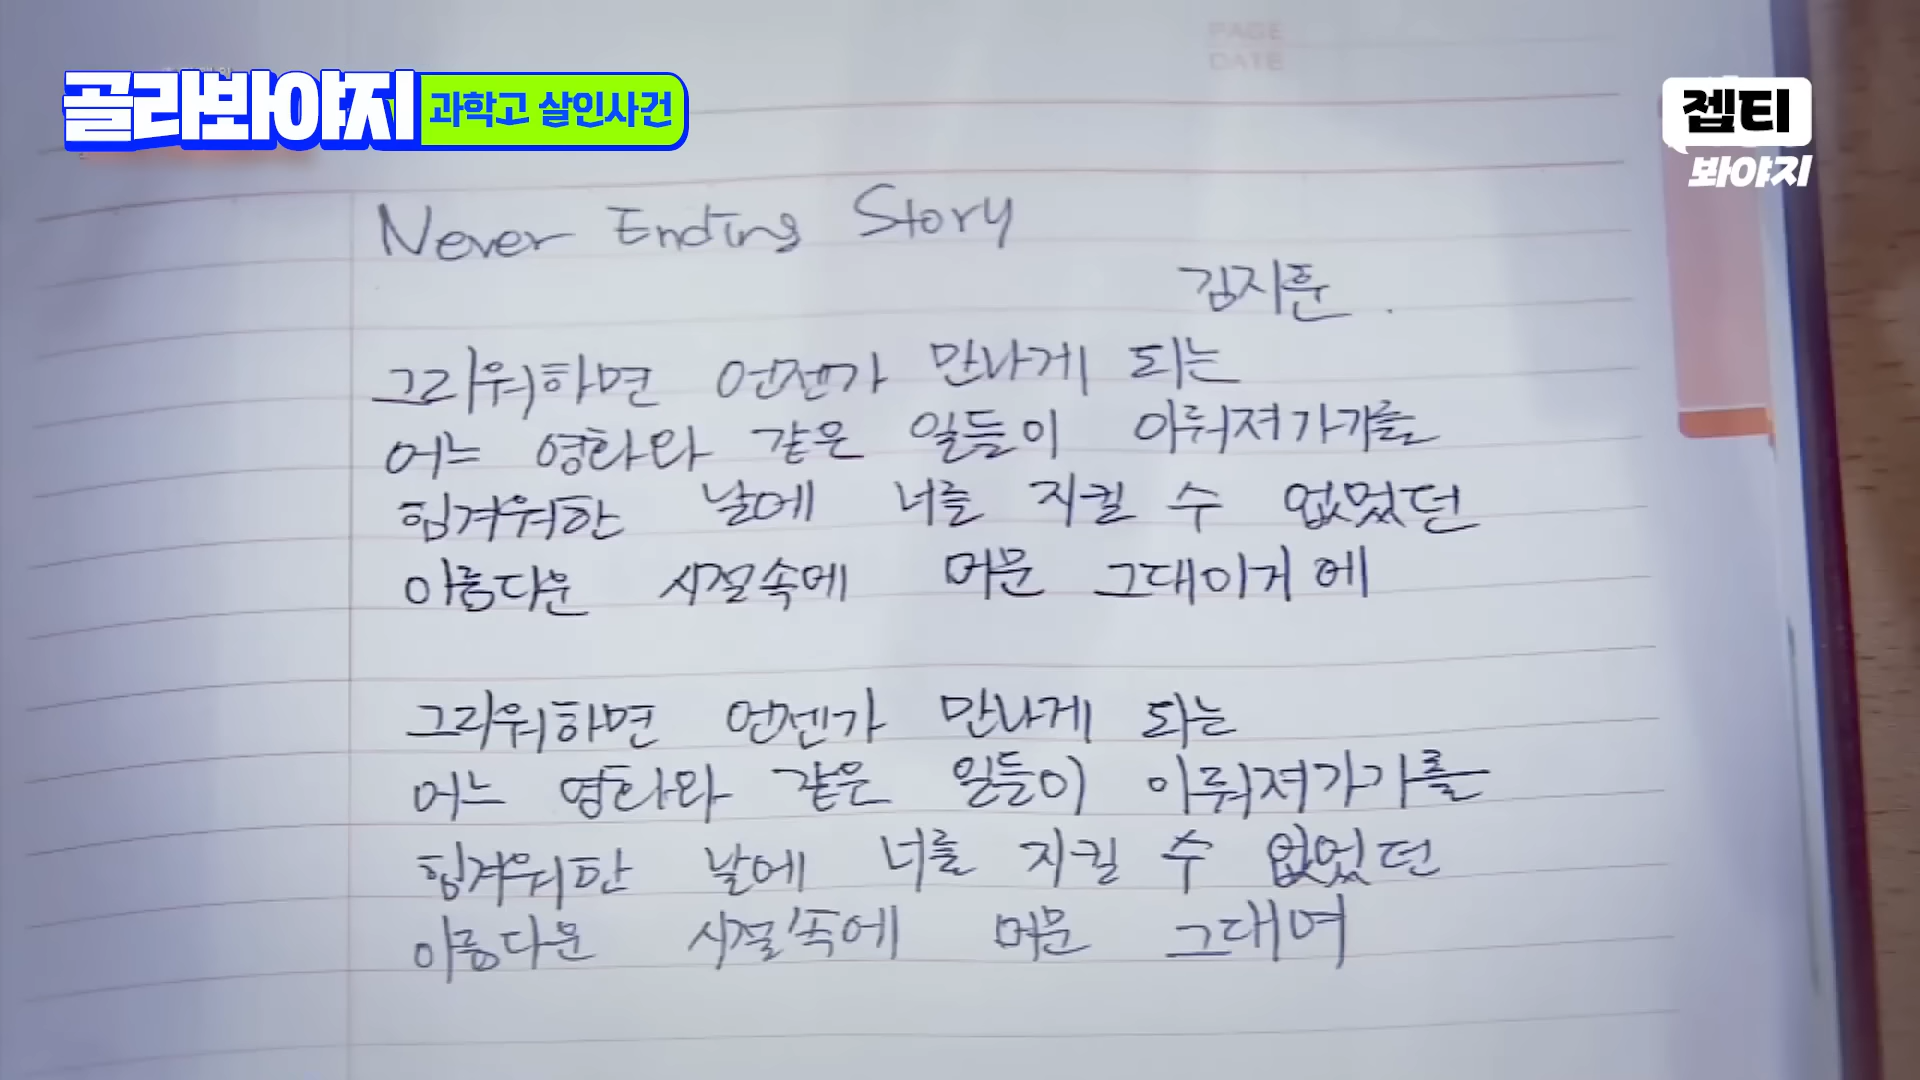 골라봐야지 과학고 살인사건
젭티
봐야지
PAGE
DATE
Never Ending Story
김지훈.
그리워하면 언젠가 만나게 되는
어느 영화와 같은 일들이 이뤄져가기를
힘겨워한 날에 너를 지킬 수 없었던
아름다운 시절속에 머문 그대이기에
그리워하면 언젠가 만나게 되는
어느 영화와 같은 일들이 이뤄져가기를
힘겨워한 날에 너를 지킬 수 없었던
아름다운 시절속에 머문 그대여